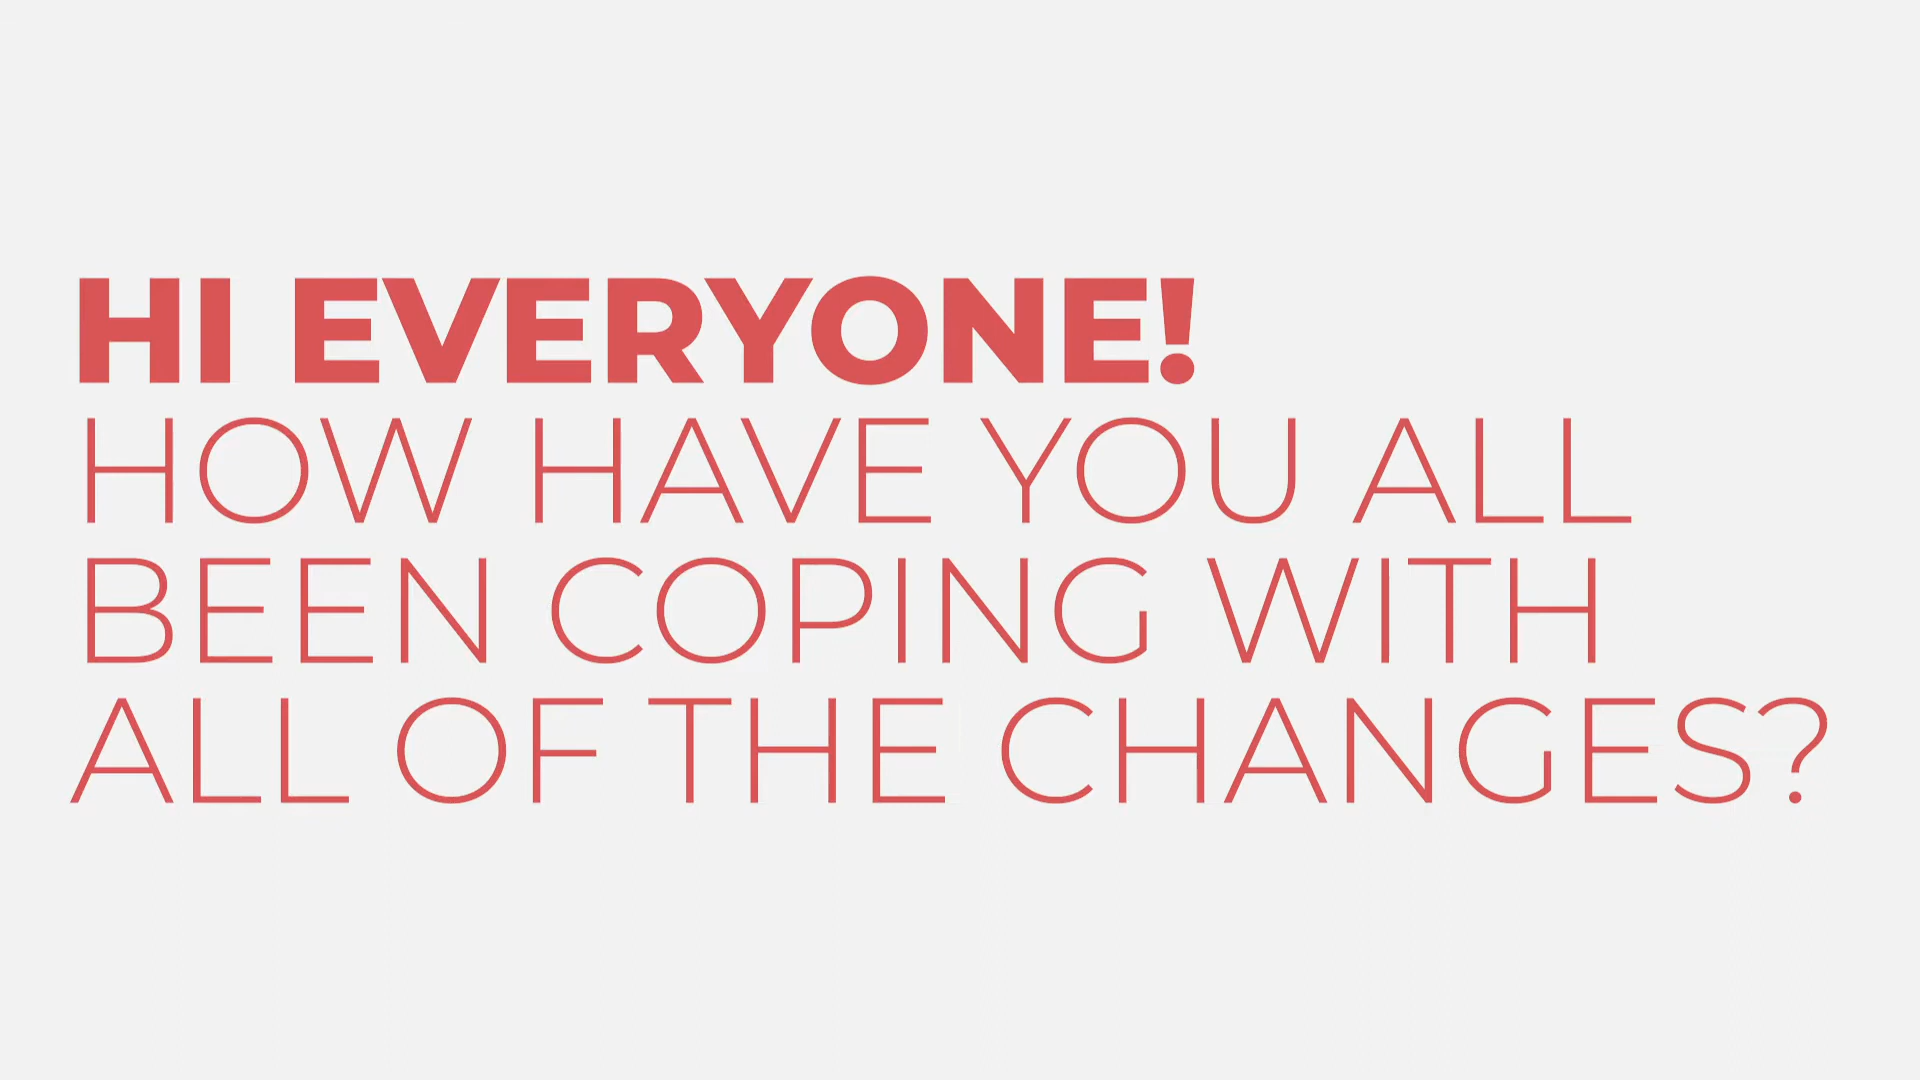 HI EVERYONE!
HOW HAVE YOU ALL
BEEN COPING WITH
ALL OF THE CHANGES?